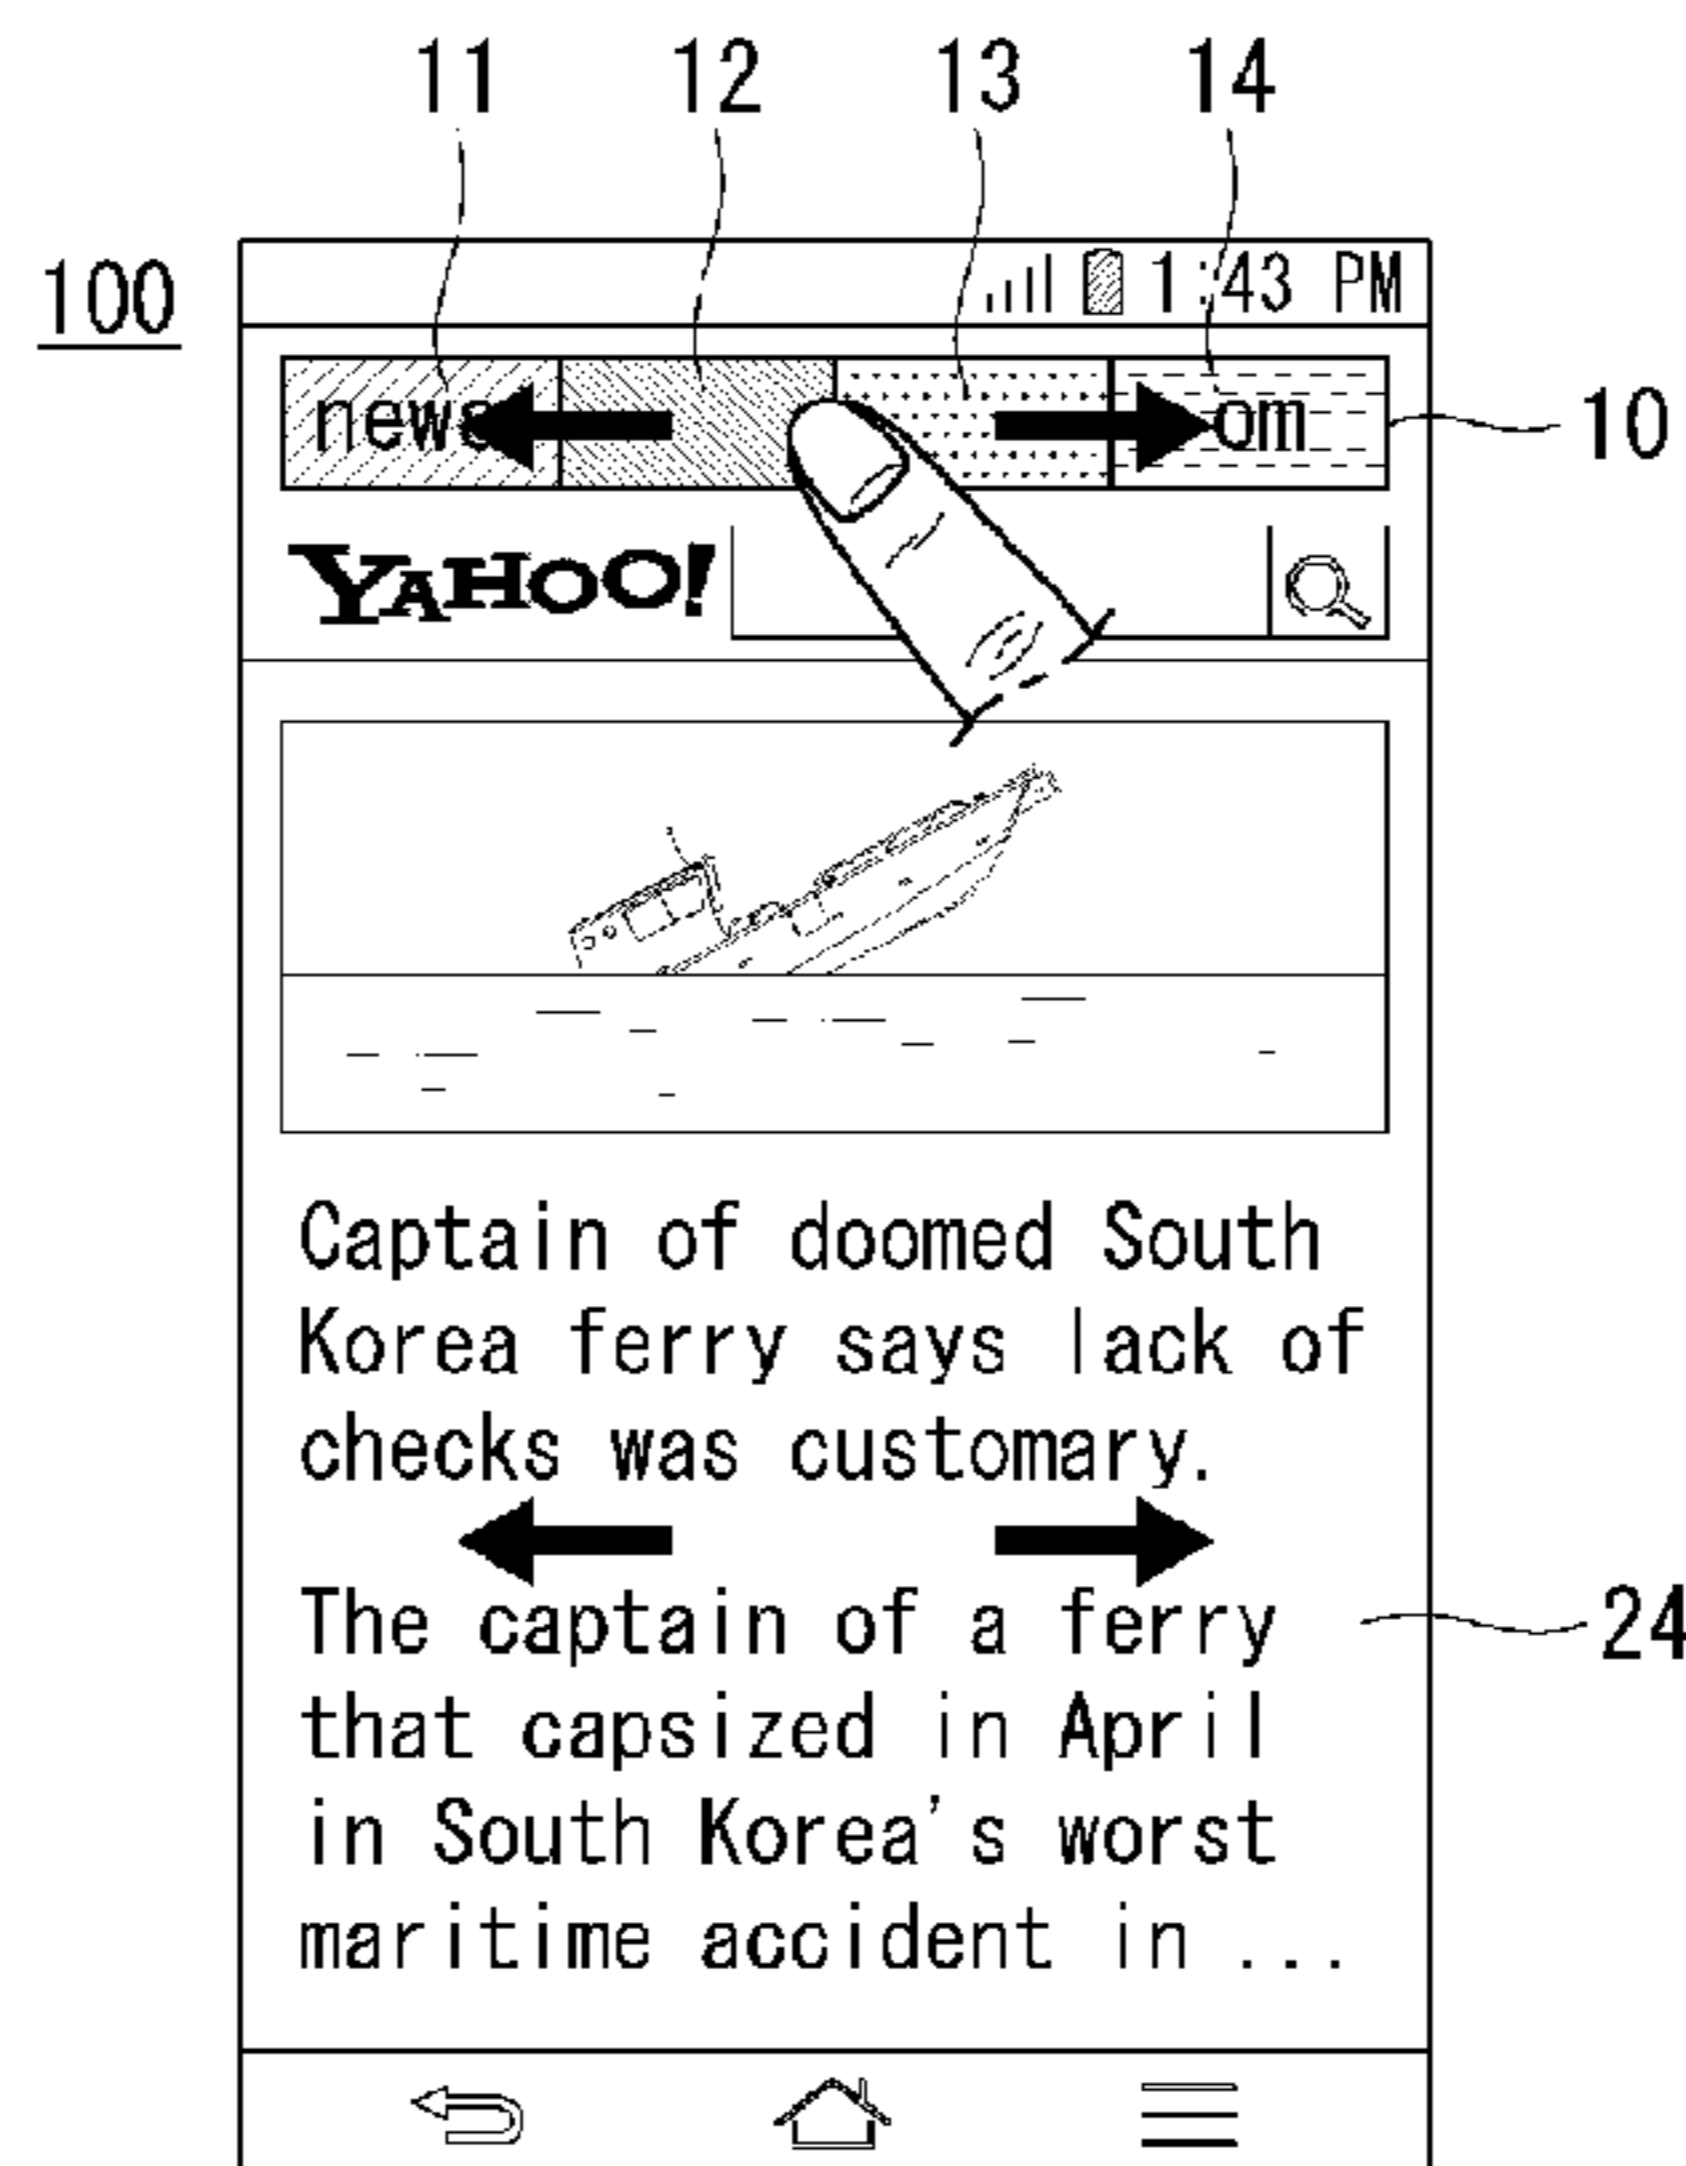 11 12 13 14
100
1:43 PM
news om
10
YAHOO!
Captain of doomed South
Korea ferry says lack of
checks was customary.
The captain of a ferry
24
that capsized in April
in South Korea's worst
maritime accident in ...